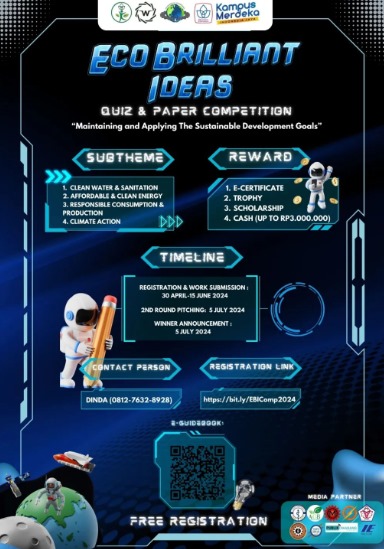 Kampus
Merdeka
INDONESIA JAYA
ECO BRILLIANT
IDEAS
QUIZ & PAPER COMPETITION
"Maintaining and Applying The Sustainable Development Goals"
SUBTHEME
1. CLEAN WATER & SANITATION
2. AFFORDABLE & CLEAN ENERGY
3. RESPONSIBLE CONSUMPTION &
PRODUCTION
4. CLIMATE ACTION
REWARD
1. E-CERTIFICATE
2. TROPHY
3. SCHOLARSHIP
4. CASH (UP TO RP3.000.000)
TIMELINE
REGISTRATION & WORK SUBMISSION :
30 APRIL-15 JUNE 2024
2ND ROUND PITCHING: 5 JULY 2024
WINNER ANNOUNCEMENT :
5 JULY 2024
CONTACT PERSON
DINDA (0812-7632-8928)
REGISTRATION LINK
https://bit.ly/EBIComp2024
E-GUIDEBOOK:
FREE REGISTRATION
MEDIA PARTNER